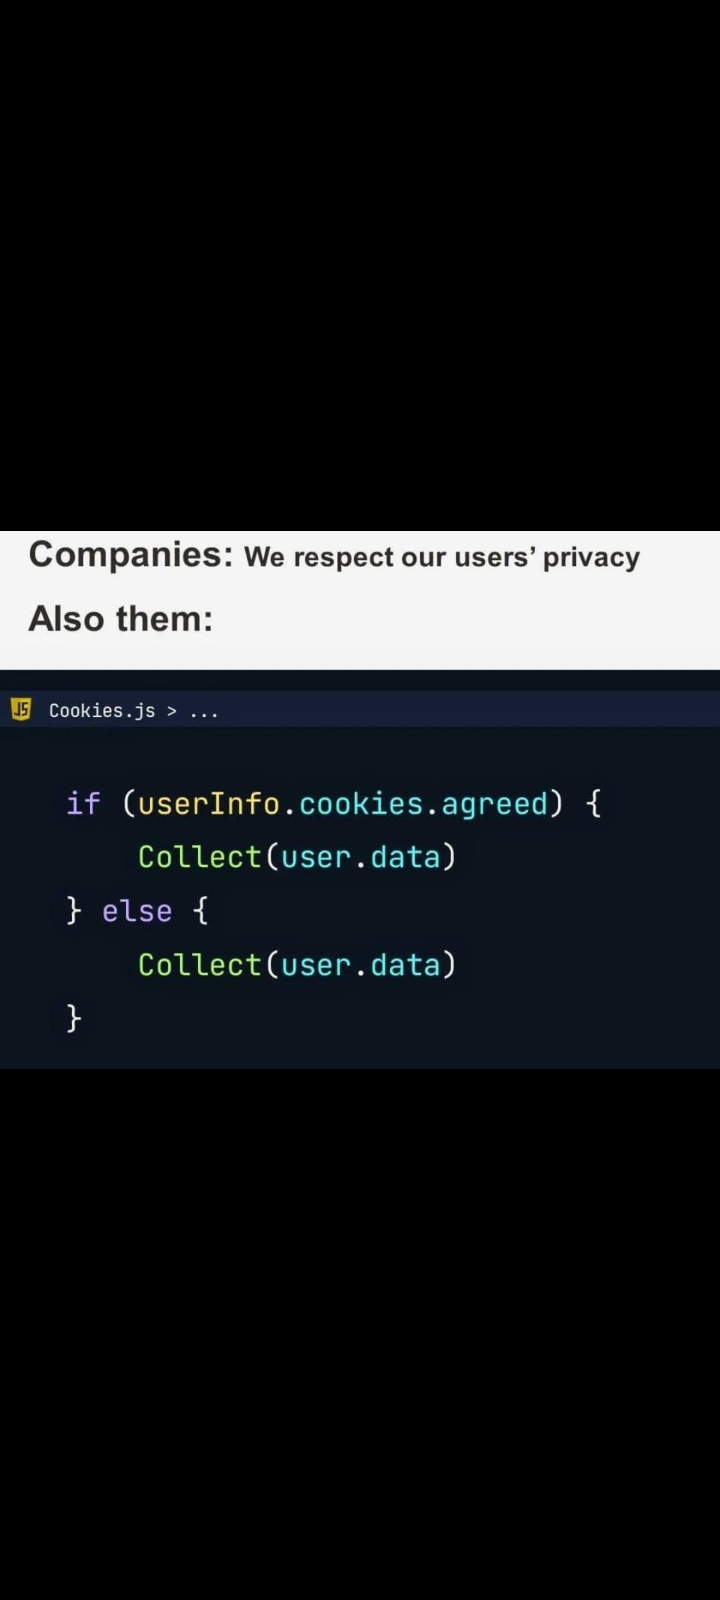 Companies: We respect our users’ privacy
Also them:
JS Cookies.js > ...
if (userInfo.cookies.agreed) {
Collect(user.data)
} else {
Collect(user.data)
}